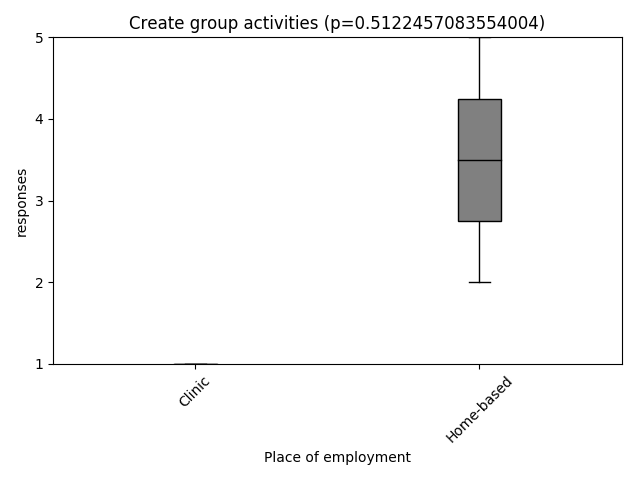 Create group activities (p=0.5122457083554004)
5
4
3
2
1
responses
Clinic
Home-based
Place of employment